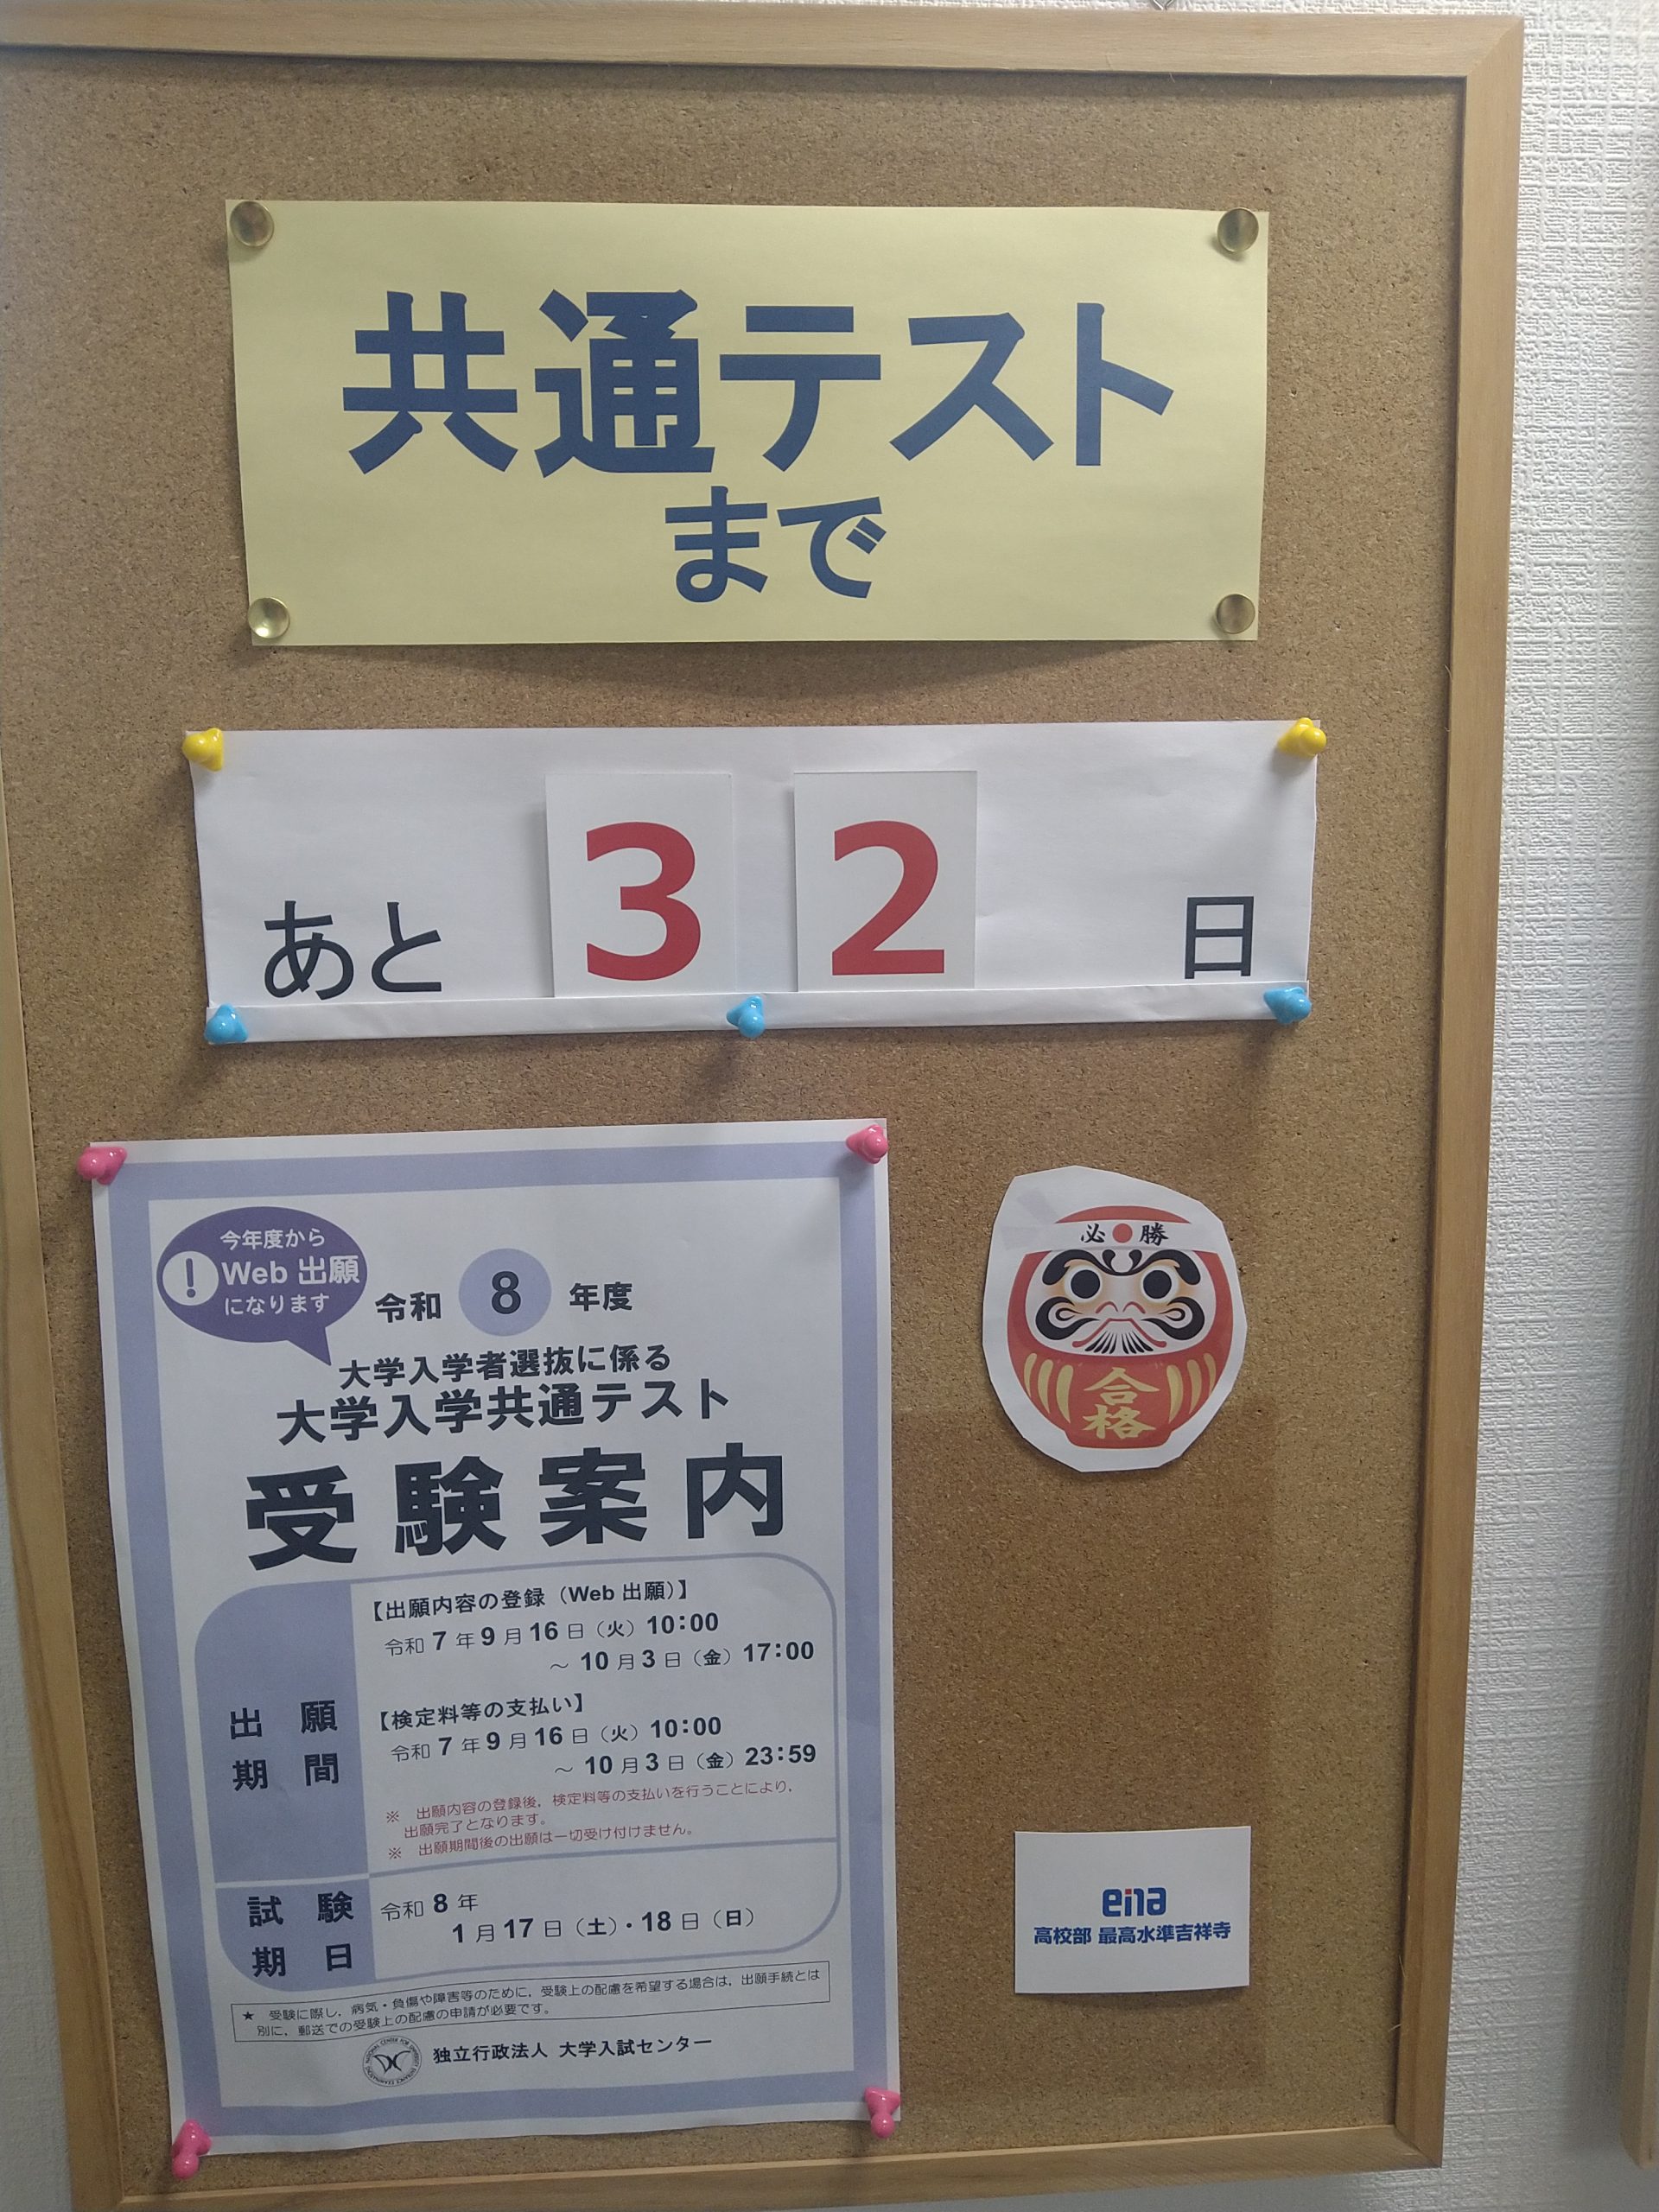 共通テスト
まで
あと 3 2 日
今年度から
! Web 出願
になります
令和 8 年度
大学入学者選抜に係る
大学入学共通テスト
受験案内
出願
期間
【出願内容の登録（Web 出願）】
令和 7 年 9 月 16 日（火）10:00
～ 10 月 3 日（金）17:00
【検定料等の支払い】
令和 7 年 9 月 16 日（火）10:00
～ 10 月 3 日（金）23:59
※ 出願内容の登録後，検定料等の支払いを行うことにより，
出願完了となります。
※ 出願期間後の出願は一切受け付けません。
試験
期日
令和 8 年
1 月 17 日（土）・18 日（日）
★ 受験に際し，病気・負傷や障害等のために，受験上の配慮を希望する場合は，出願手続とは
別に，郵送での受験上の配慮の申請が必要です。
独立行政法人 大学入試センター
必勝
合
格
ena
高校部 最高水準吉祥寺